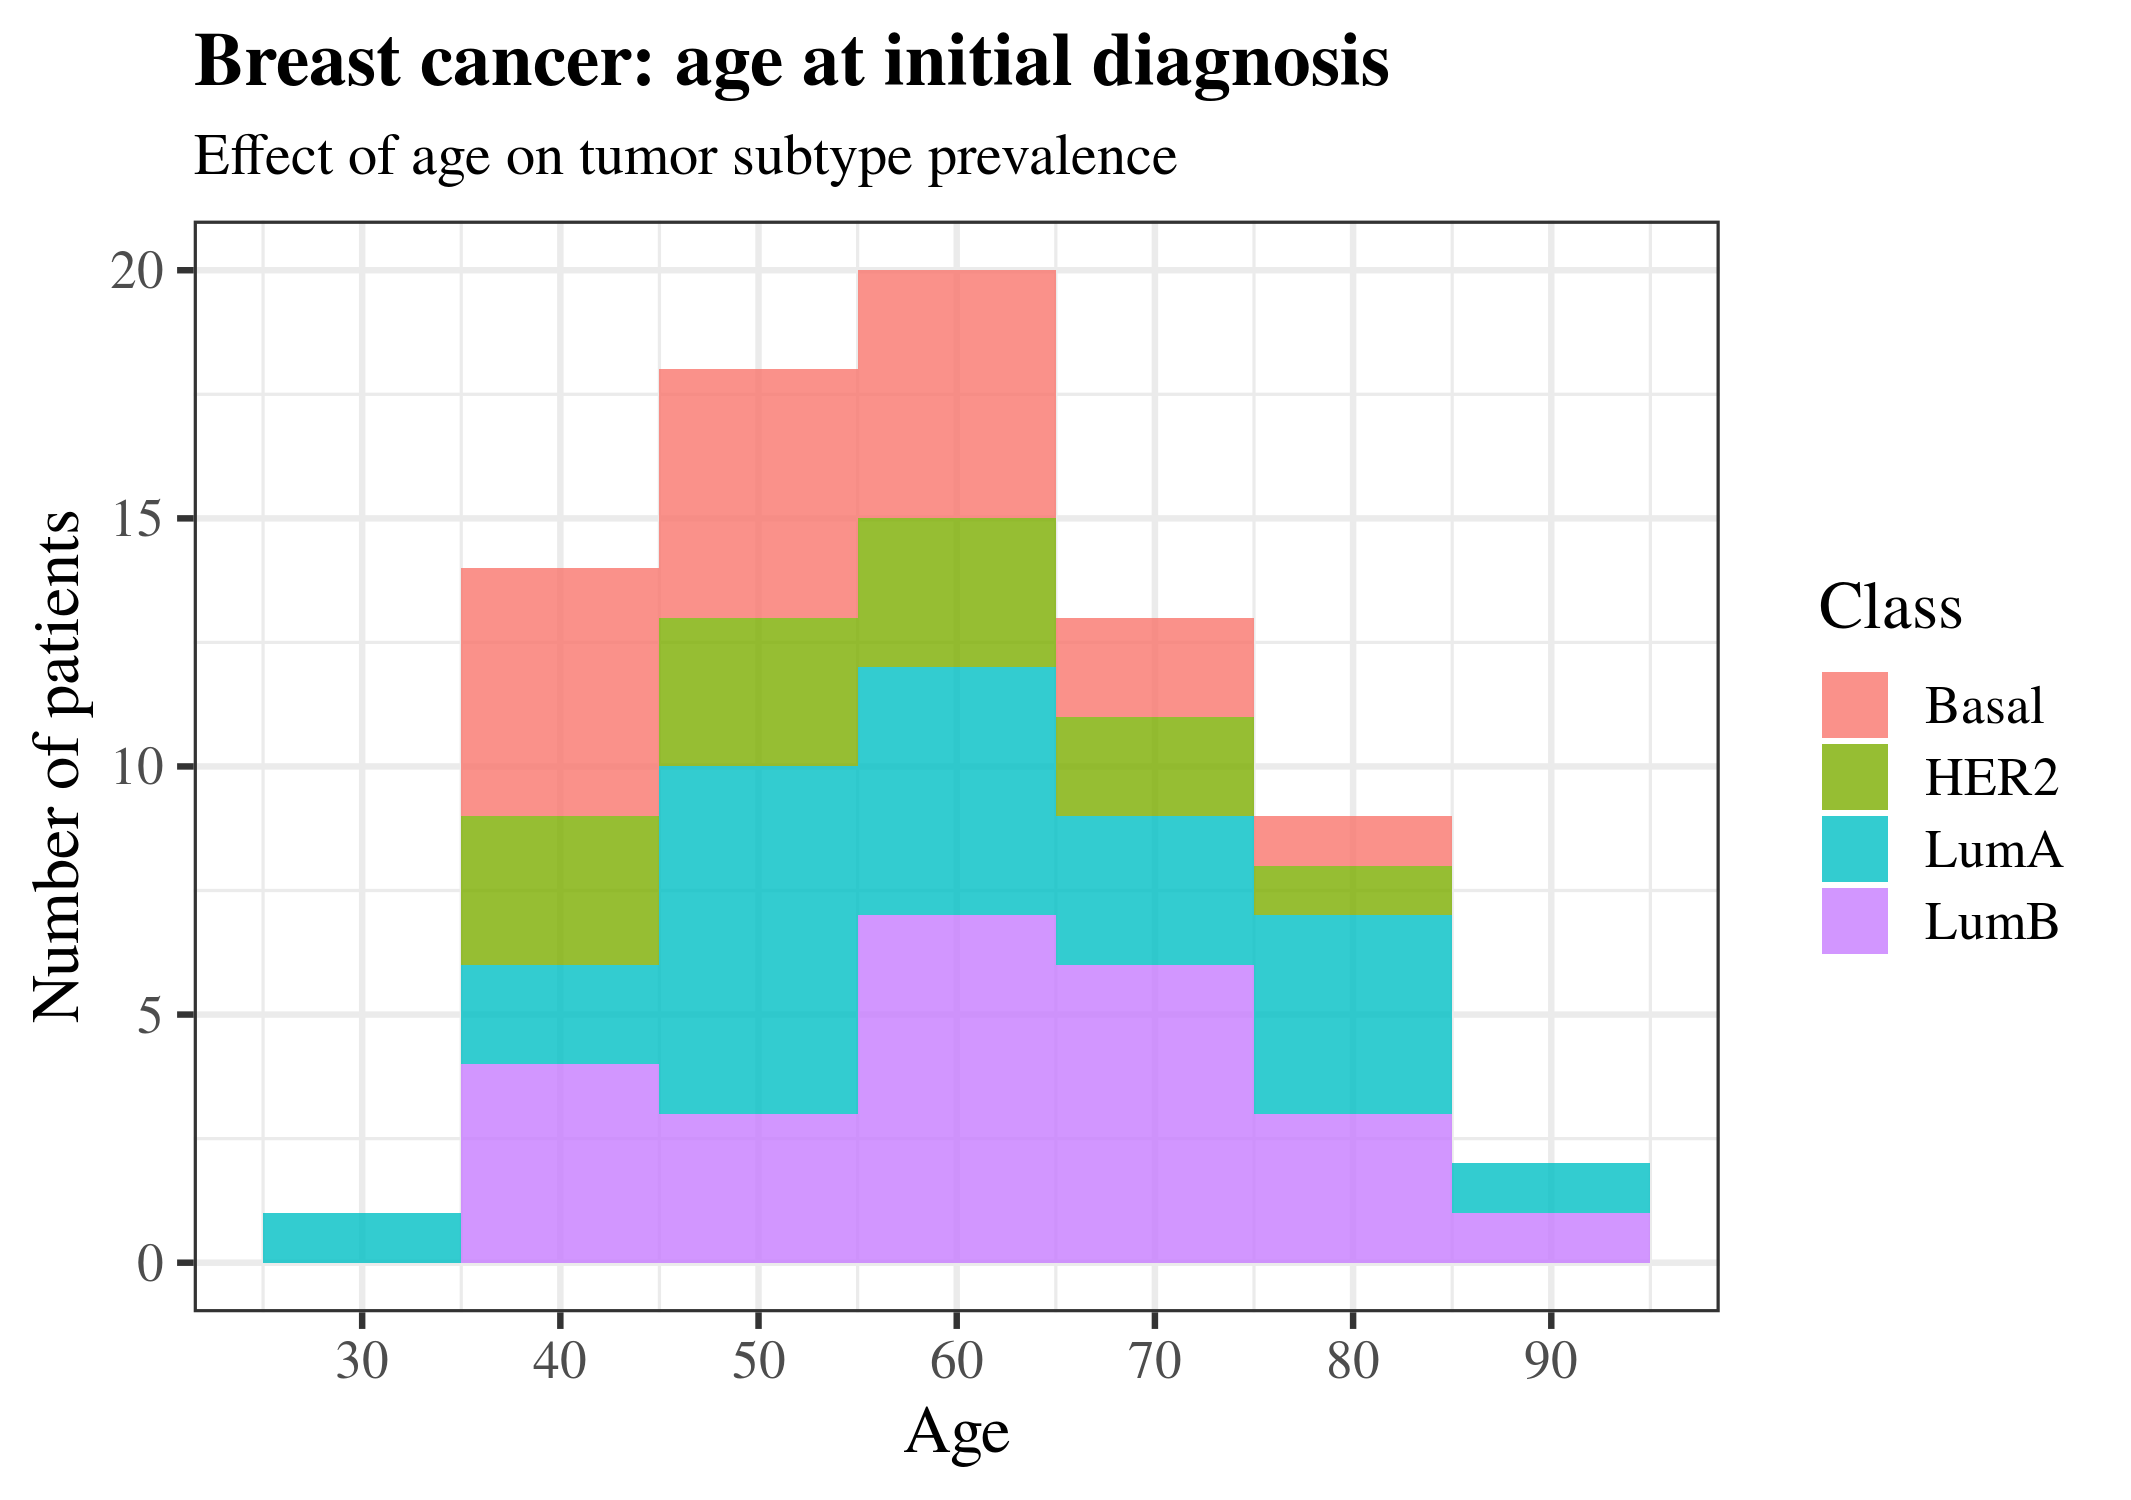 Breast cancer: age at initial diagnosis
Effect of age on tumor subtype prevalence
Number of patients
20
15
10
5
0
30 40 50 60 70 80 90
Age
Class
Basal
HER2
LumA
LumB